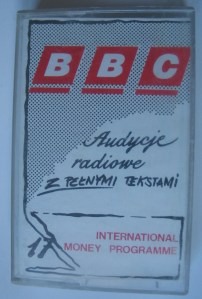 BBC
Audycje
radiowe
Z PEŁNYMI TEKSTAMI
INTERNATIONAL
17 MONEY PROGRAMME